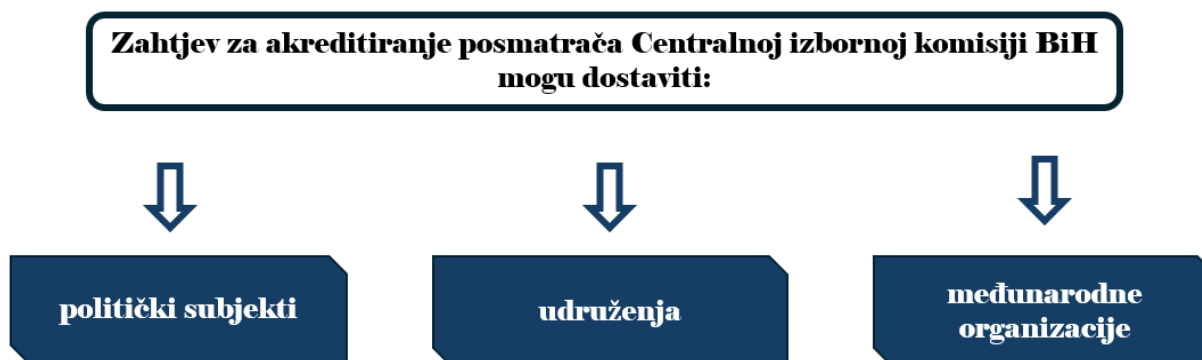 Zahtjev za akreditiranje posmatrača Centralnoj izbornoj komisiji BiH
mogu dostaviti:
politički subjekti
udruženja
međunarodne
organizacije